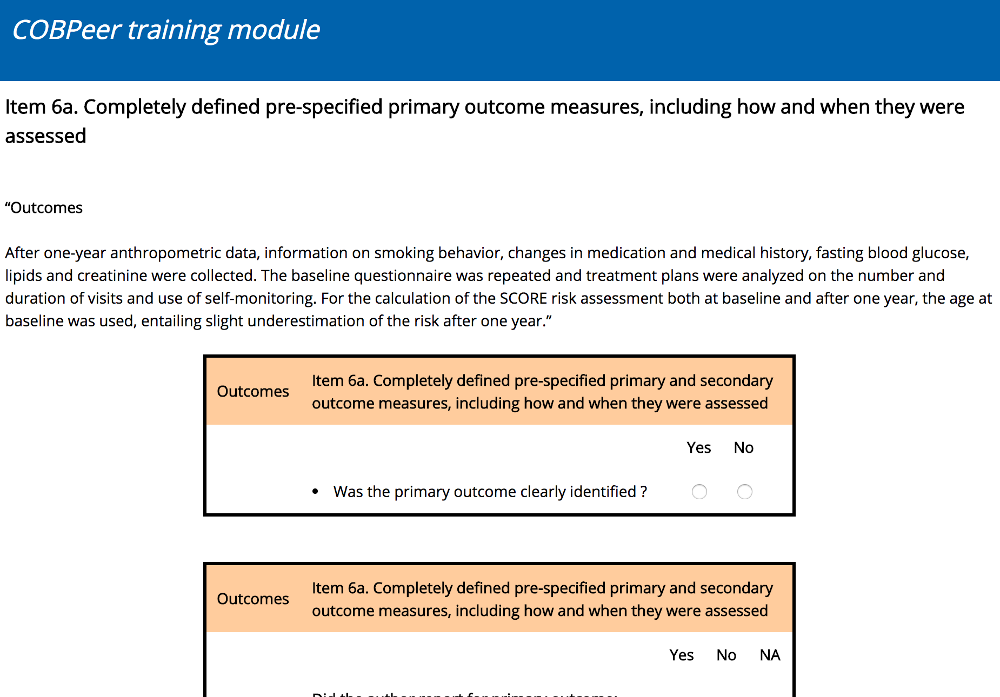 COBPeer training module
Item 6a. Completely defined pre-specified primary outcome measures, including how and when they were
assessed
“Outcomes
After one-year anthropometric data, information on smoking behavior, changes in medication and medical history, fasting blood glucose,
lipids and creatinine were collected. The baseline questionnaire was repeated and treatment plans were analyzed on the number and
duration of visits and use of self-monitoring. For the calculation of the SCORE risk assessment both at baseline and after one year, the age at
baseline was used, entailing slight underestimation of the risk after one year.”
Outcomes
Item 6a. Completely defined pre-specified primary and secondary
outcome measures, including how and when they were assessed
Yes No
• Was the primary outcome clearly identified ?
Outcomes
Item 6a. Completely defined pre-specified primary and secondary
outcome measures, including how and when they were assessed
Yes No NA
Did the author report for primary outcome: